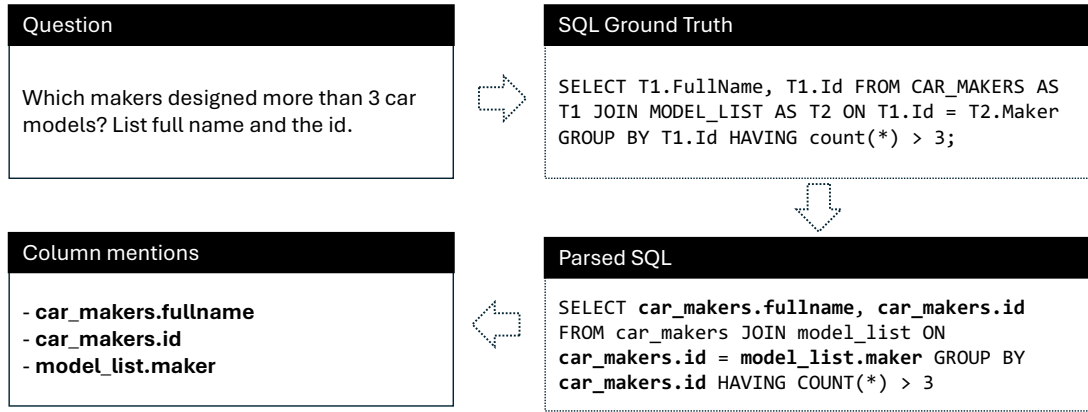 Question
Which makers designed more than 3 car
models? List full name and the id.
SQL Ground Truth
SELECT T1.FullName, T1.Id FROM CAR_MAKERS AS
T1 JOIN MODEL_LIST AS T2 ON T1.Id = T2.Maker
GROUP BY T1.Id HAVING count(*) > 3;
Parsed SQL
SELECT car_makers.fullname, car_makers.id
FROM car_makers JOIN model_list ON
car_makers.id = model_list.maker GROUP BY
car_makers.id HAVING COUNT(*) > 3
Column mentions
- car_makers.fullname
- car_makers.id
- model_list.maker